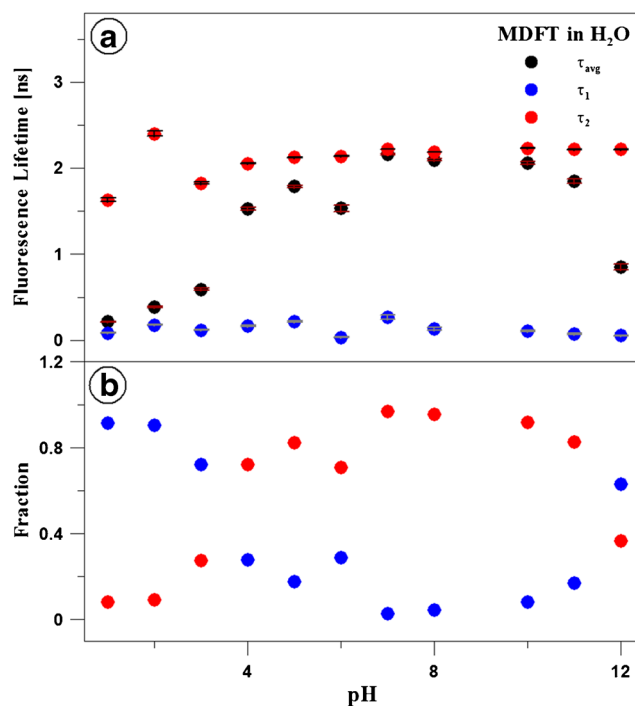 a
MDFT in H₂O
τavg
τ1
τ2
Fluorescence Lifetime [ns]
3
2
1
0
b
Fraction
1.2
0.8
0.4
0
4
8
12
pH